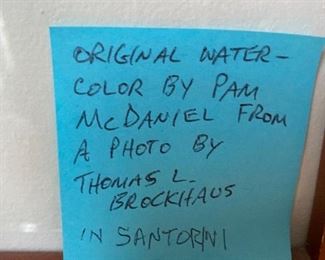 ORIGINAL WATER-
COLOR BY PAM
MCDANIEL FROM
A PHOTO BY
THOMAS L.
BROCKHAUS
IN SANTORINI